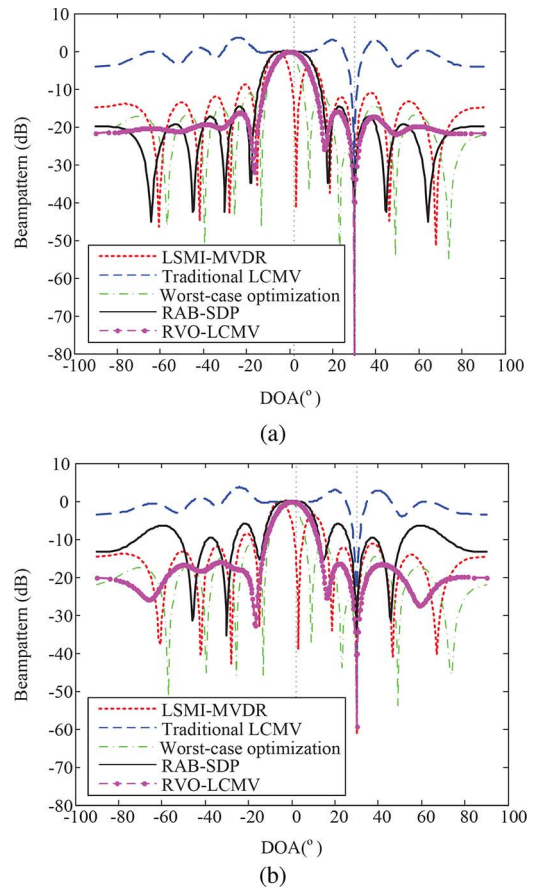 10
0
-10
-20
-30
-40
-50
-60
-70
-80
Beampattern (dB)
LSMI-MVDR
Traditional LCMV
Worst-case optimization
RAB-SDP
RVO-LCMV
-100 -80 -60 -40 -20 0 20 40 60 80 100
DOA(°)
(a)
10
0
-10
-20
-30
-40
-50
-60
-70
-80
Beampattern (dB)
LSMI-MVDR
Traditional LCMV
Worst-case optimization
RAB-SDP
RVO-LCMV
-100 -80 -60 -40 -20 0 20 40 60 80 100
DOA(°)
(b)